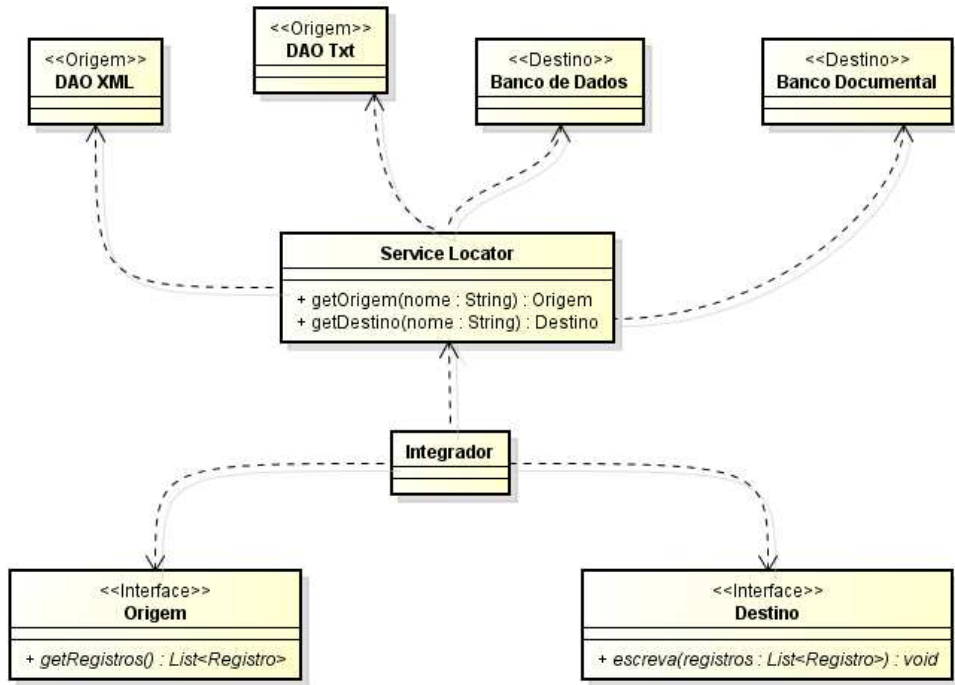 <<Origem>>
DAO XML
<<Origem>>
DAO Txt
<<Destino>>
Banco de Dados
<<Destino>>
Banco Documental
Service Locator
+ getOrigem(nome : String) : Origem
+ getDestino(nome : String) : Destino
Integrador
<<Interface>>
Origem
+ getRegistros() : List<Registro>
<<Interface>>
Destino
+ escreva(registros : List<Registro>) : void